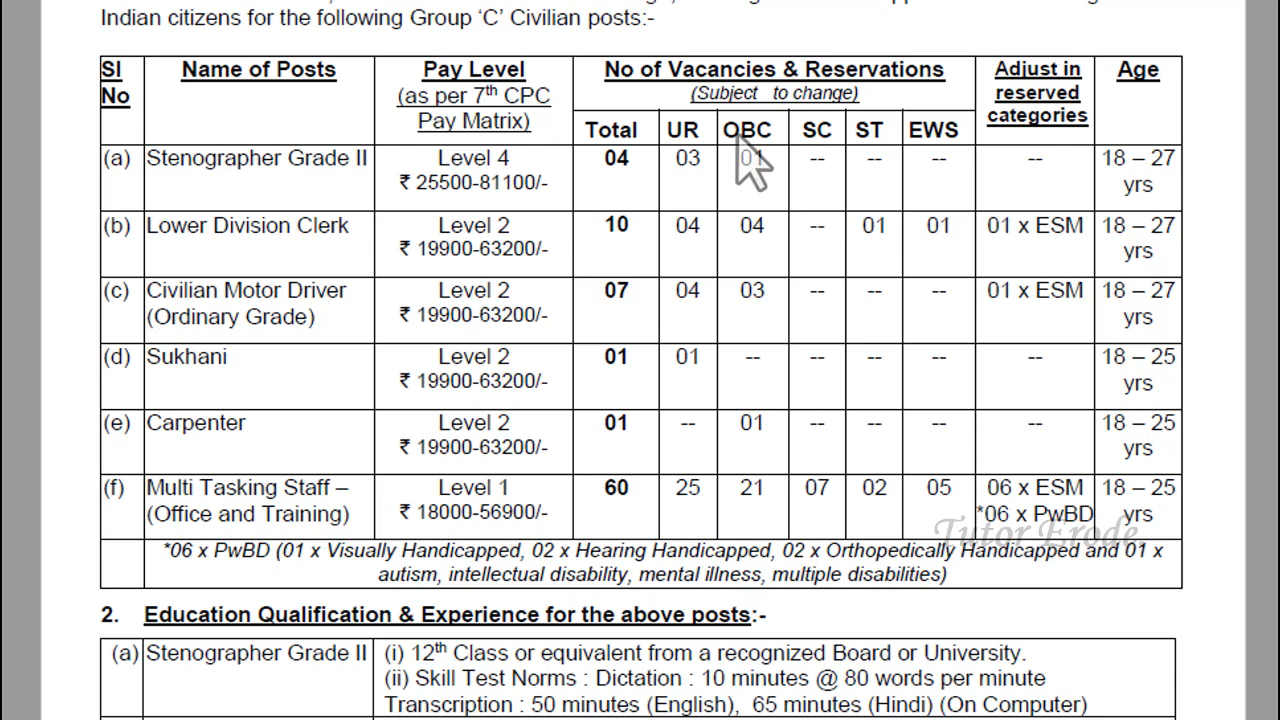 Indian citizens for the following Group ‘C’ Civilian posts:-
Sl No Name of Posts Pay Level (as per 7th CPC Pay Matrix) No of Vacancies & Reservations (Subject to change) Adjust in reserved categories Age
Total UR OBC SC ST EWS
(a) Stenographer Grade II Level 4 04 03 01 -- -- -- -- 18 – 27
₹ 25500-81100/- yrs
(b) Lower Division Clerk Level 2 10 04 04 -- 01 01 01 x ESM 18 – 27
₹ 19900-63200/- yrs
(c) Civilian Motor Driver Level 2 07 04 03 -- -- -- 01 x ESM 18 – 27
(Ordinary Grade) ₹ 19900-63200/- yrs
(d) Sukhani Level 2 01 01 -- -- -- -- -- 18 – 25
₹ 19900-63200/- yrs
(e) Carpenter Level 2 01 -- 01 -- -- -- -- 18 – 25
₹ 19900-63200/- yrs
(f) Multi Tasking Staff – Level 1 60 25 21 07 02 05 06 x ESM 18 – 25
(Office and Training) ₹ 18000-56900/- *06 x PwBD yrs
Tutor Erode
*06 x PwBD (01 x Visually Handicapped, 02 x Hearing Handicapped, 02 x Orthopedically Handicapped and 01 x
autism, intellectual disability, mental illness, multiple disabilities)
2. Education Qualification & Experience for the above posts:-
(a) Stenographer Grade II (i) 12th Class or equivalent from a recognized Board or University.
(ii) Skill Test Norms : Dictation : 10 minutes @ 80 words per minute
Transcription : 50 minutes (English), 65 minutes (Hindi) (On Computer)